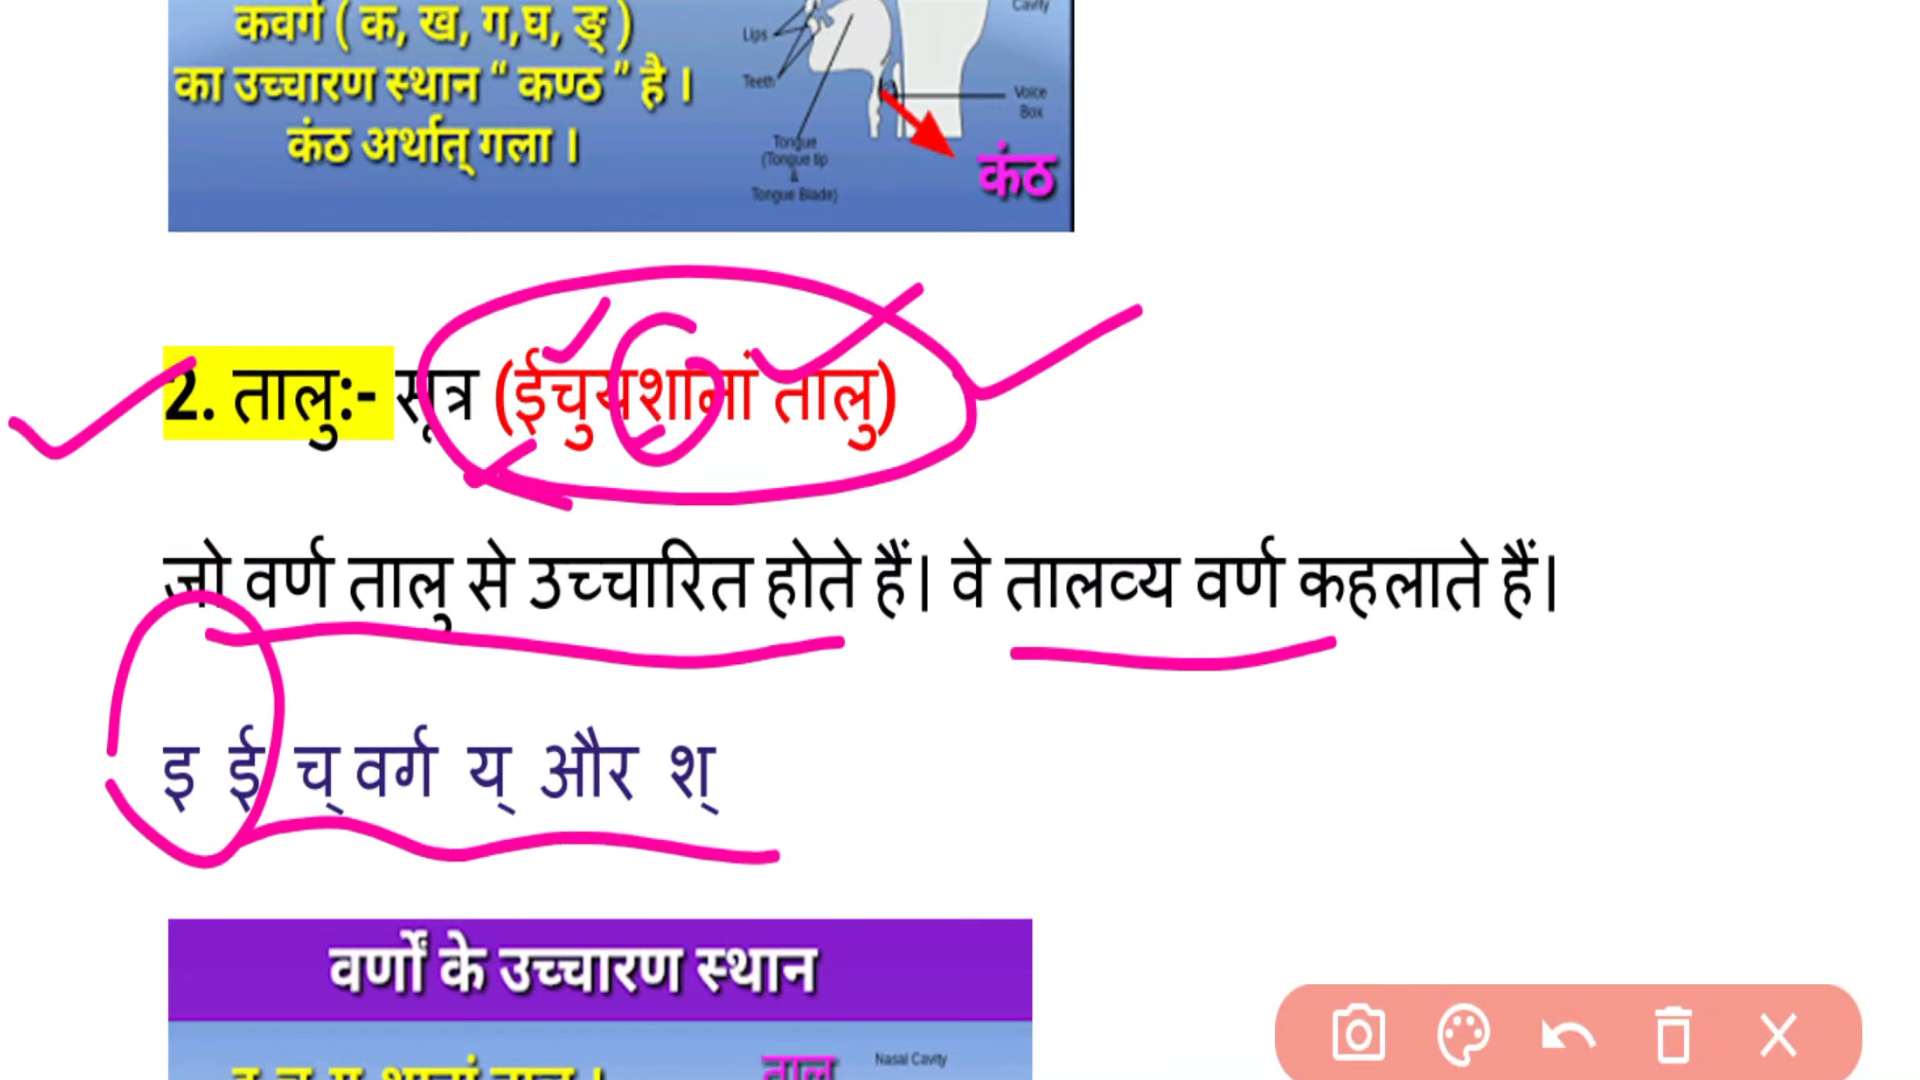 कवर्ग ( क, ख, ग,घ, ङ् )
का उच्चारण स्थान “ कण्ठ ” है ।
कंठ अर्थात् गला ।
Cavity
Lips
Teeth
Voice
Box
Tongue
(Tongue tip
&
Tongue Blade)
कंठ
2. तालु:- सूत्र (ईचुयशानां तालु)
जो वर्ण तालु से उच्चारित होते हैं। वे तालव्य वर्ण कहलाते हैं।
इ ई च् वर्ग य् और श्
वर्णों के उच्चारण स्थान
तालु
Nasal Cavity